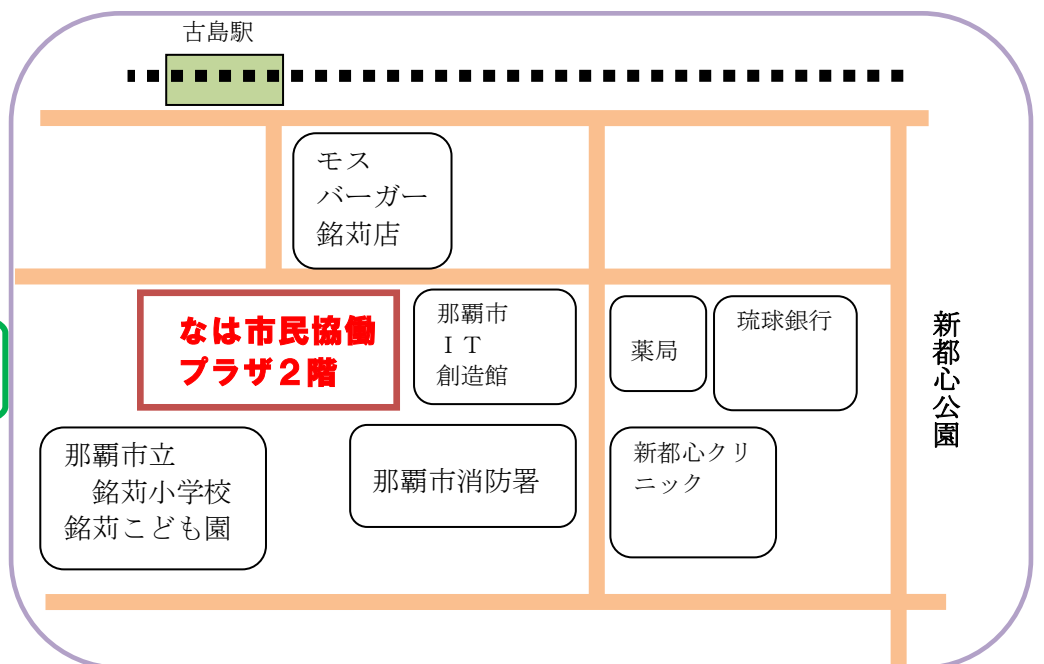 古島駅
モス
バーガー
銘苅店
なは市民協働
プラザ２階
那覇市
ＩＴ
創造館
薬局
琉球銀行
新都心公園
那覇市立
銘苅小学校
銘苅こども園
那覇市消防署
新都心クリ
ニック